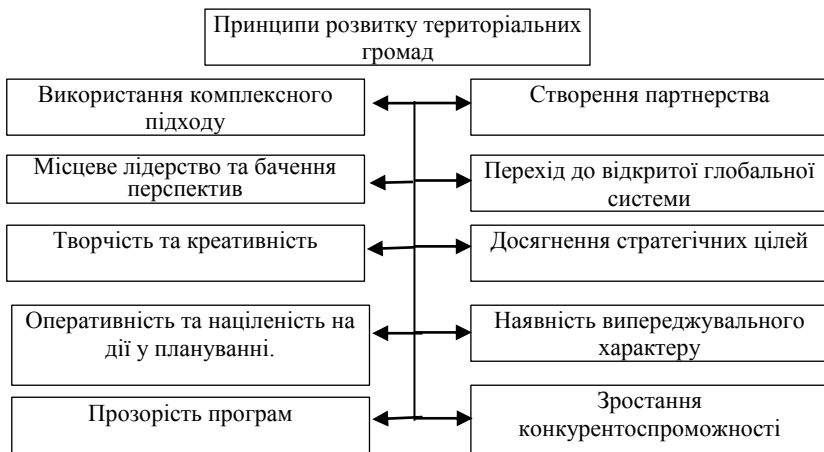 Принципи розвитку територіальних
громад
Використання комплексного
підходу
Створення партнерства
Місцеве лідерство та бачення
перспектив
Перехід до відкритої глобальної
системи
Творчість та креативність
Досягнення стратегічних цілей
Оперативність та націленість на
дії у плануванні.
Наявність випереджувального
характеру
Прозорість програм
Зростання
конкурентоспроможності